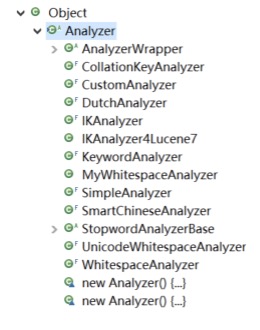 Object
Analyzer
AnalyzerWrapper
CollationKeyAnalyzer
CustomAnalyzer
DutchAnalyzer
IKAnalyzer
IKAnalyzer4Lucene7
KeywordAnalyzer
MyWhitespaceAnalyzer
SimpleAnalyzer
SmartChineseAnalyzer
StopwordAnalyzerBase
UnicodeWhitespaceAnalyzer
WhitespaceAnalyzer
new Analyzer() {...}
new Analyzer() {...}